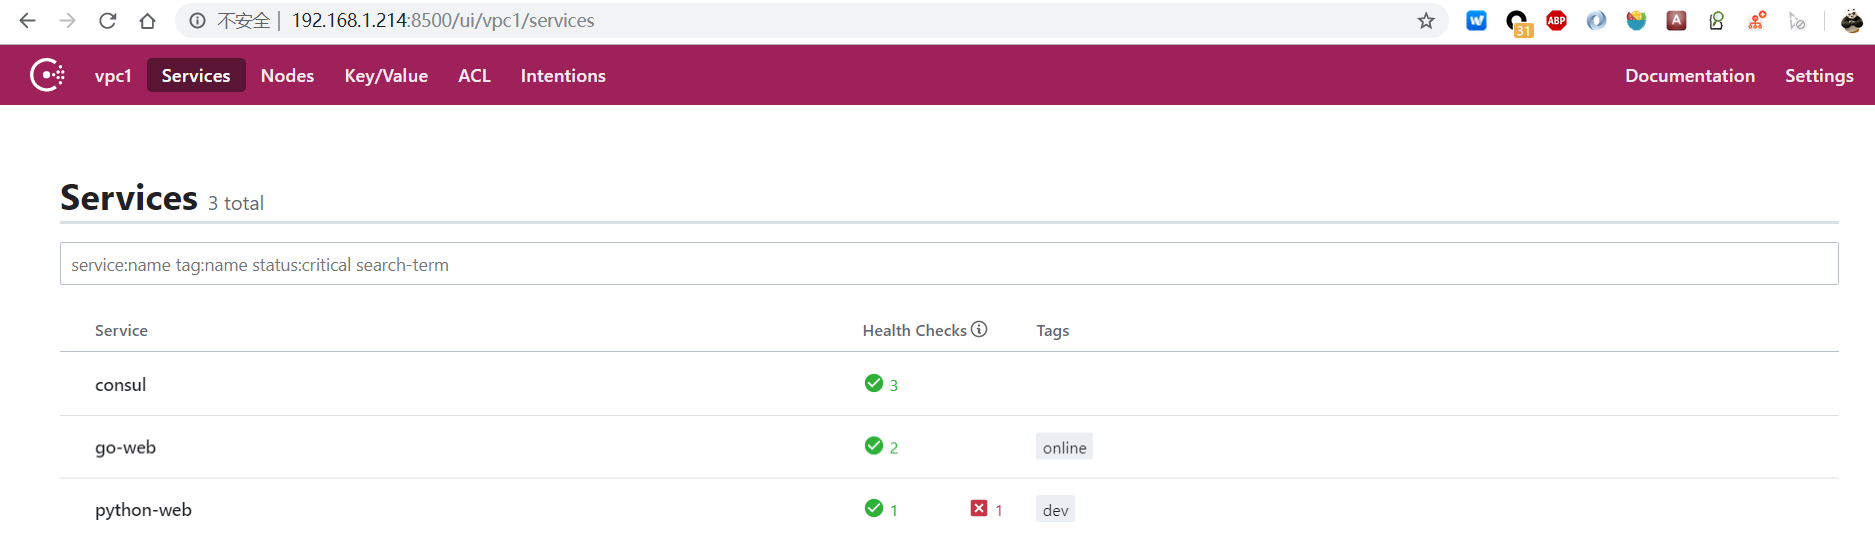 不安全 | 192.168.1.214:8500/ui/vpc1/services
31 ABP A
vpc1 Services Nodes Key/Value ACL Intentions Documentation Settings
Services 3 total
service:name tag:name status:critical search-term
Service Health Checks Tags
consul 3
go-web 2 online
python-web 1 1 dev